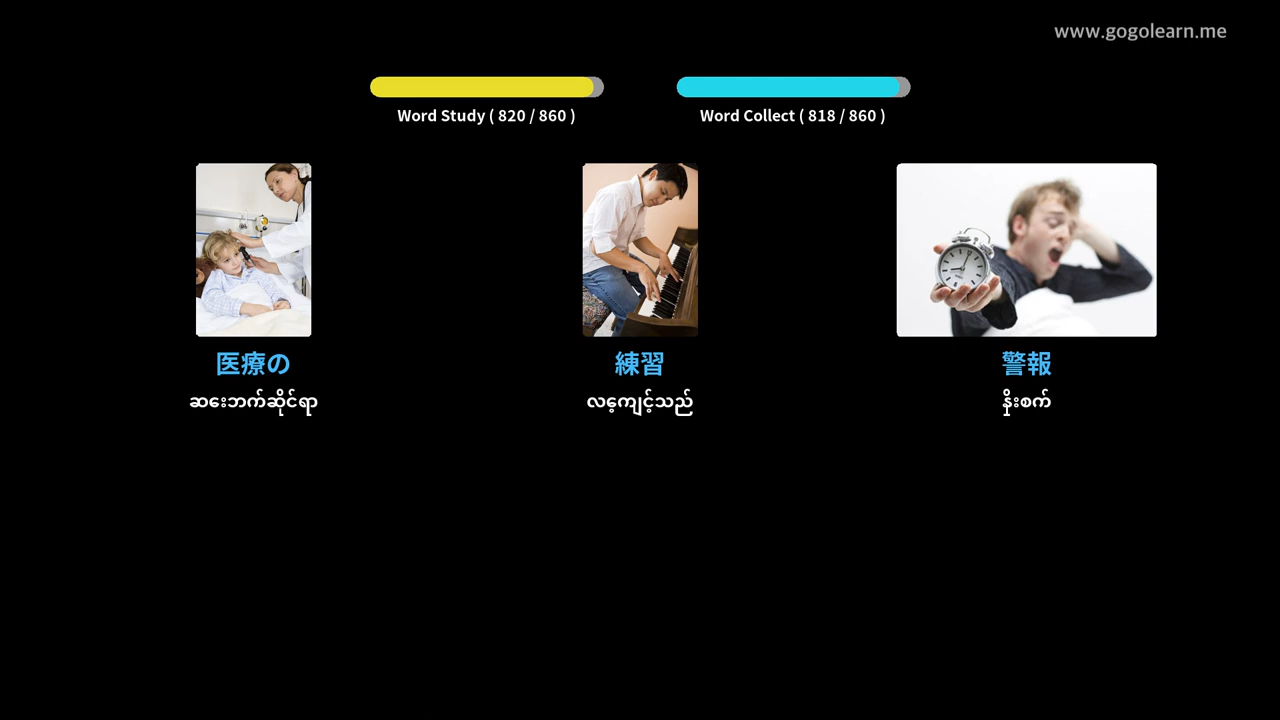 www.gogolearn.me
Word Study ( 820 / 860 )
Word Collect ( 818 / 860 )
医療の
練習
警報
ဆေးဘက်ဆိုင်ရာ
လေ့ကျင့်သည်
နှိုးစက်